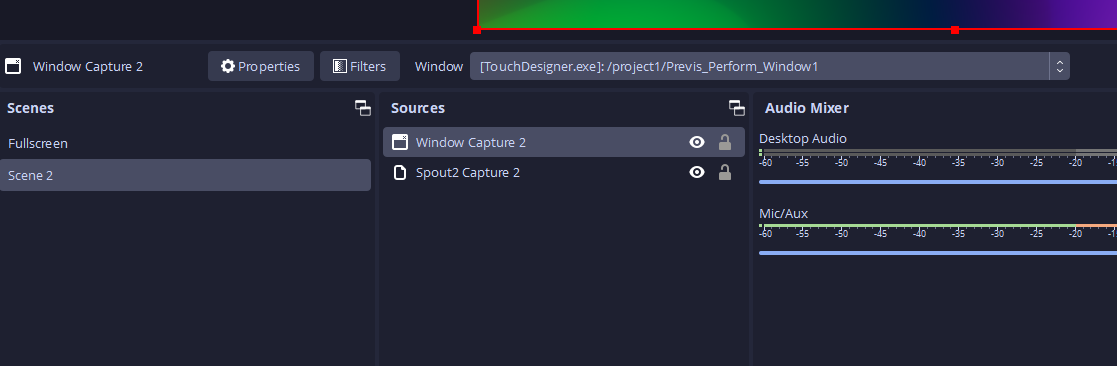 Window Capture 2 Properties Filters Window [TouchDesigner.exe]: /project1/Previs_Perform_Window1
Scenes
Fullscreen
Scene 2
Sources
Window Capture 2
Spout2 Capture 2
Audio Mixer
Desktop Audio
-60 -55 -50 -45 -40 -35 -30 -25 -20 -15
Mic/Aux
-60 -55 -50 -45 -40 -35 -30 -25 -20 -15